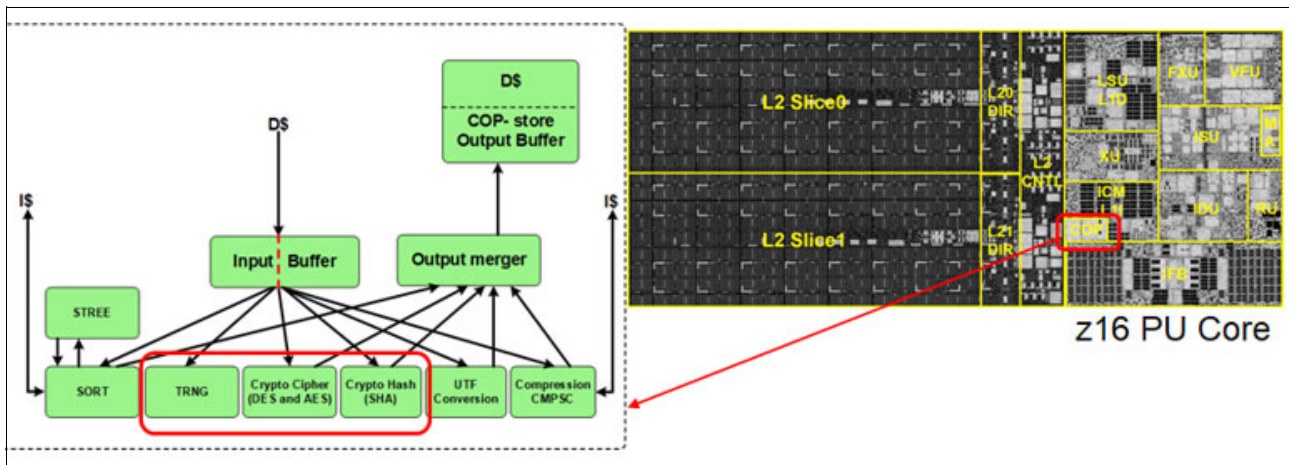 D$
COP- store
Output Buffer
D$
I$
I$
Input Buffer
Output merger
STREE
SORT
TRNG
Crypto Cipher
(DES and AES)
Crypto Hash
(SHA)
UTF
Conversion
Compression
CMPSC
L2 Slice0
L20
DIR
L2 Slice1
L21
DIR
L2
CNTL
LSU
L1D
FXU
VFU
ISU
M
A
XU
ICM
L1I
COP
IDU
RU
IFB
z16 PU Core